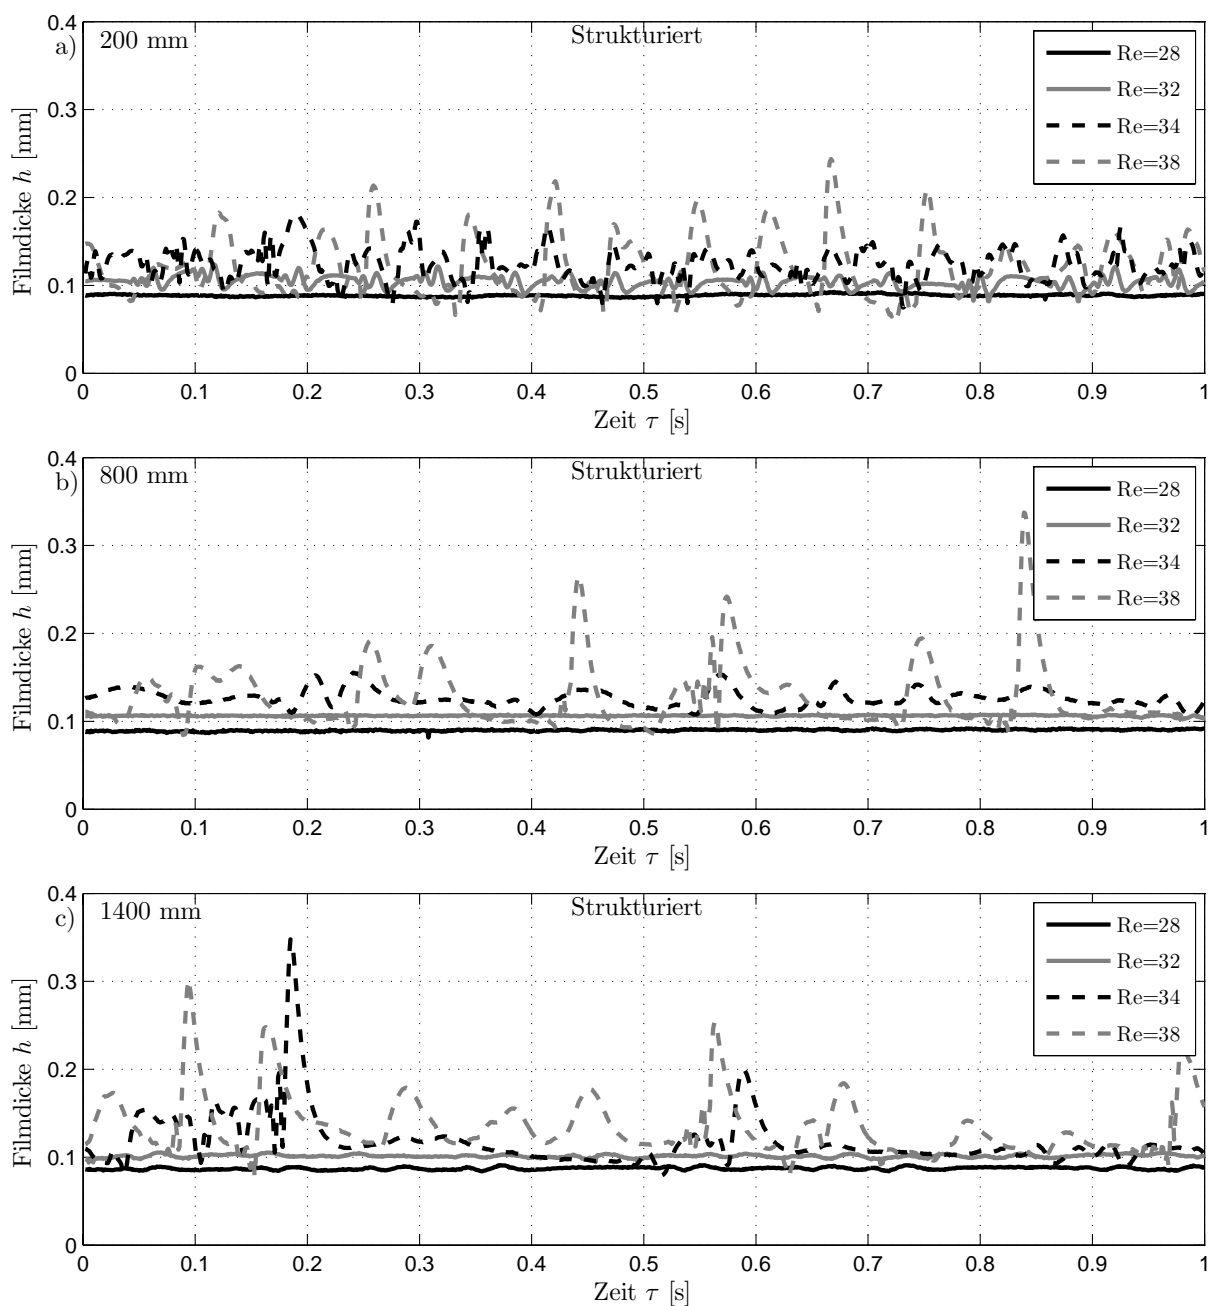 0.4
a)
200 mm
Strukturiert
Re=28
Re=32
Re=34
Re=38
0.3
0.2
0.1
0
Filmdicke h [mm]
0 0.1 0.2 0.3 0.4 0.5 0.6 0.7 0.8 0.9 1
Zeit τ [s]
0.4
b)
800 mm
Strukturiert
Re=28
Re=32
Re=34
Re=38
0.3
0.2
0.1
0
Filmdicke h [mm]
0 0.1 0.2 0.3 0.4 0.5 0.6 0.7 0.8 0.9 1
Zeit τ [s]
0.4
c)
1400 mm
Strukturiert
Re=28
Re=32
Re=34
Re=38
0.3
0.2
0.1
0
Filmdicke h [mm]
0 0.1 0.2 0.3 0.4 0.5 0.6 0.7 0.8 0.9 1
Zeit τ [s]